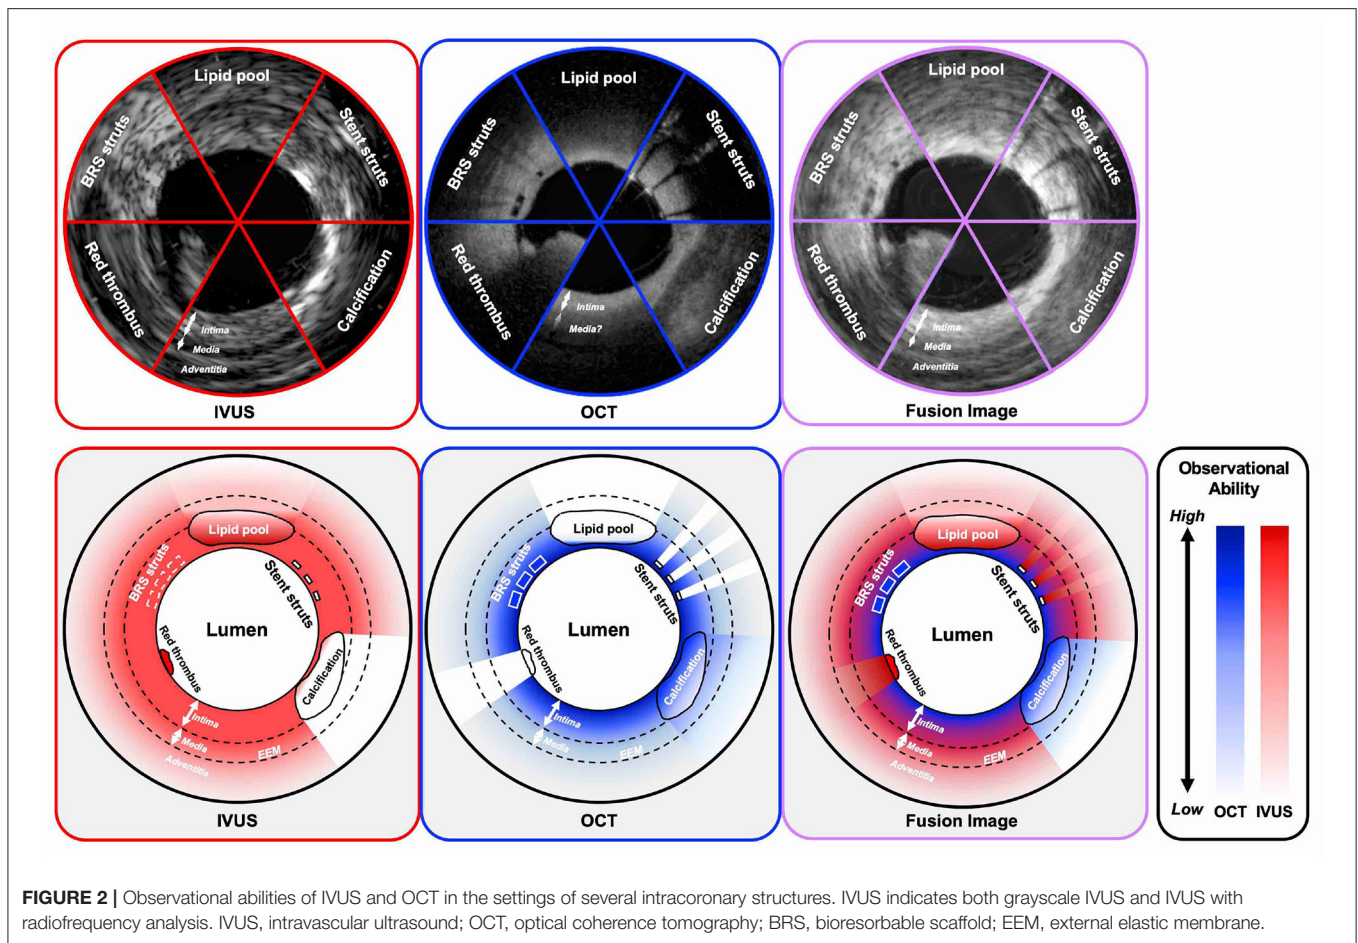 Lipid pool
Stent struts
Calcification
Intima
Media
Adventitia
Red thrombus
BRS struts
IVUS
Lipid pool
Stent struts
Calcification
Intima
Media?
Red thrombus
BRS struts
OCT
Lipid pool
Stent struts
Calcification
Intima
Media
Adventitia
Red thrombus
BRS struts
Fusion Image
Lipid pool
BRS struts
Stent struts
Lumen
Red thrombus
Calcification
Intima
Media
EEM
Adventitia
IVUS
Lipid pool
BRS struts
Stent struts
Lumen
Red thrombus
Calcification
Intima
Media
EEM
OCT
Lipid pool
BRS struts
Stent struts
Lumen
Red thrombus
Calcification
Intima
Media
EEM
Adventitia
Fusion Image
Observational
Ability
High
Low
OCT IVUS
FIGURE 2 | Observational abilities of IVUS and OCT in the settings of several intracoronary structures. IVUS indicates both grayscale IVUS and IVUS with
radiofrequency analysis. IVUS, intravascular ultrasound; OCT, optical coherence tomography; BRS, bioresorbable scaffold; EEM, external elastic membrane.